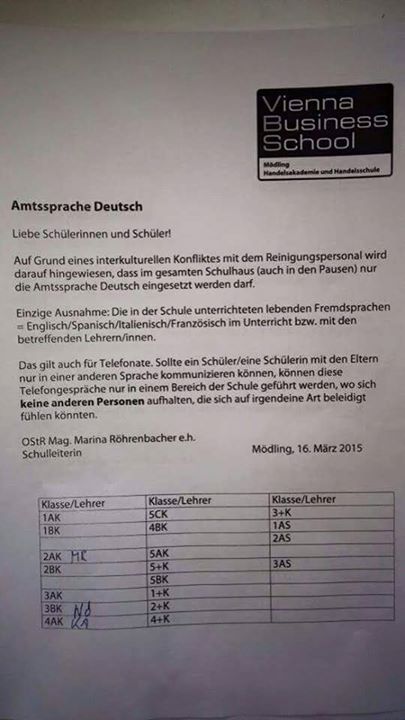 Vienna
Business
School
Mödling
Handelsakademie und Handelsschule
Amtssprache Deutsch
Liebe Schülerinnen und Schüler!
Auf Grund eines interkulturellen Konfliktes mit dem Reinigungspersonal wird
darauf hingewiesen, dass im gesamten Schulhaus (auch in den Pausen) nur
die Amtssprache Deutsch eingesetzt werden darf.
Einzige Ausnahme: Die in der Schule unterrichteten lebenden Fremdsprachen
= Englisch/Spanisch/Italienisch/Französisch im Unterricht bzw. mit den
betreffenden Lehrern/innen.
Das gilt auch für Telefonate. Sollte ein Schüler/eine Schülerin mit den Eltern
nur in einer anderen Sprache kommunizieren können, können diese
Telefongespräche nur in einem Bereich der Schule geführt werden, wo sich
keine anderen Personen aufhalten, die sich auf irgendeine Art beleidigt
fühlen könnten.
OStR Mag. Marina Röhrenbacher e.h.
Schulleiterin
Mödling, 16. März 2015
Klasse/Lehrer Klasse/Lehrer Klasse/Lehrer
1AK 5CK 3+K
1BK 4BK 1AS
2AS
2AK MR 5AK
2BK 5+K 3AS
5BK
3AK 1+K
3BK 2+K
4AK KA 4+K